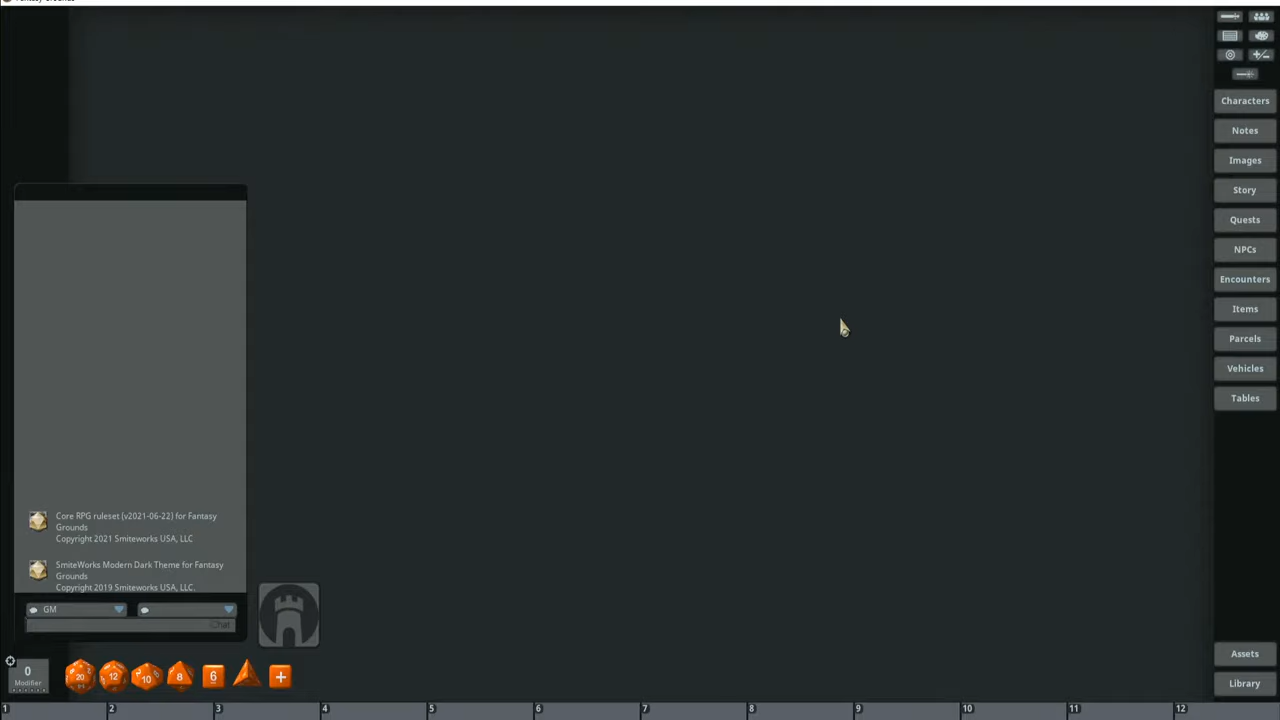 Characters
Notes
Images
Story
Quests
NPCs
Encounters
Items
Parcels
Vehicles
Tables
Core RPG ruleset (v2021-06-22) for Fantasy
Grounds
Copyright 2021 Smiteworks USA, LLC
SmiteWorks Modern Dark Theme for Fantasy
Grounds
Copyright 2019 SmiteWorks USA, LLC.
GM
Chat
0
Modifier
20
12
10
8
6
+
Assets
Library
1 2 3 4 5 6 7 8 9 10 11 12